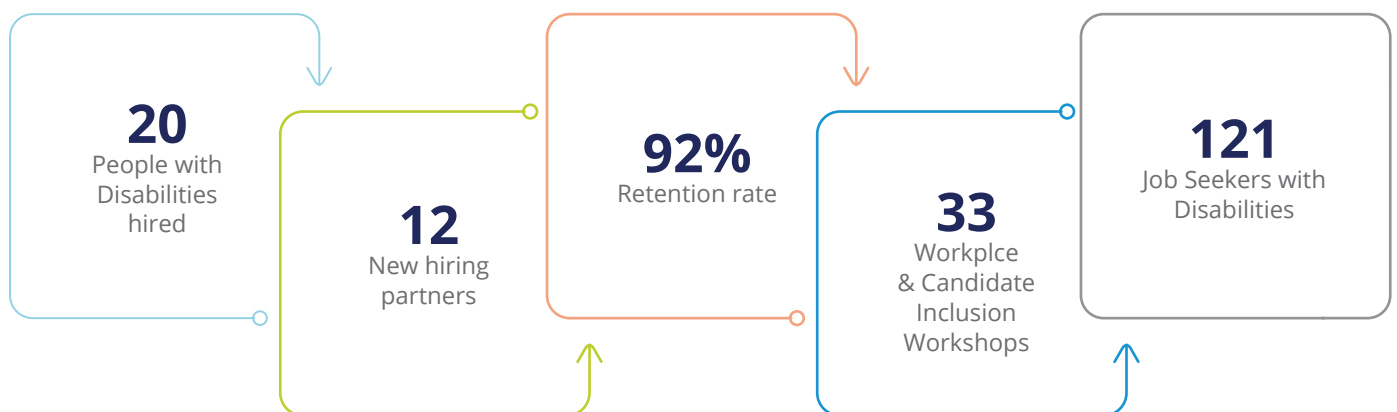 20
People with
Disabilities
hired
12
New hiring
partners
92%
Retention rate
33
Workplce
& Candidate
Inclusion
Workshops
121
Job Seekers with
Disabilities